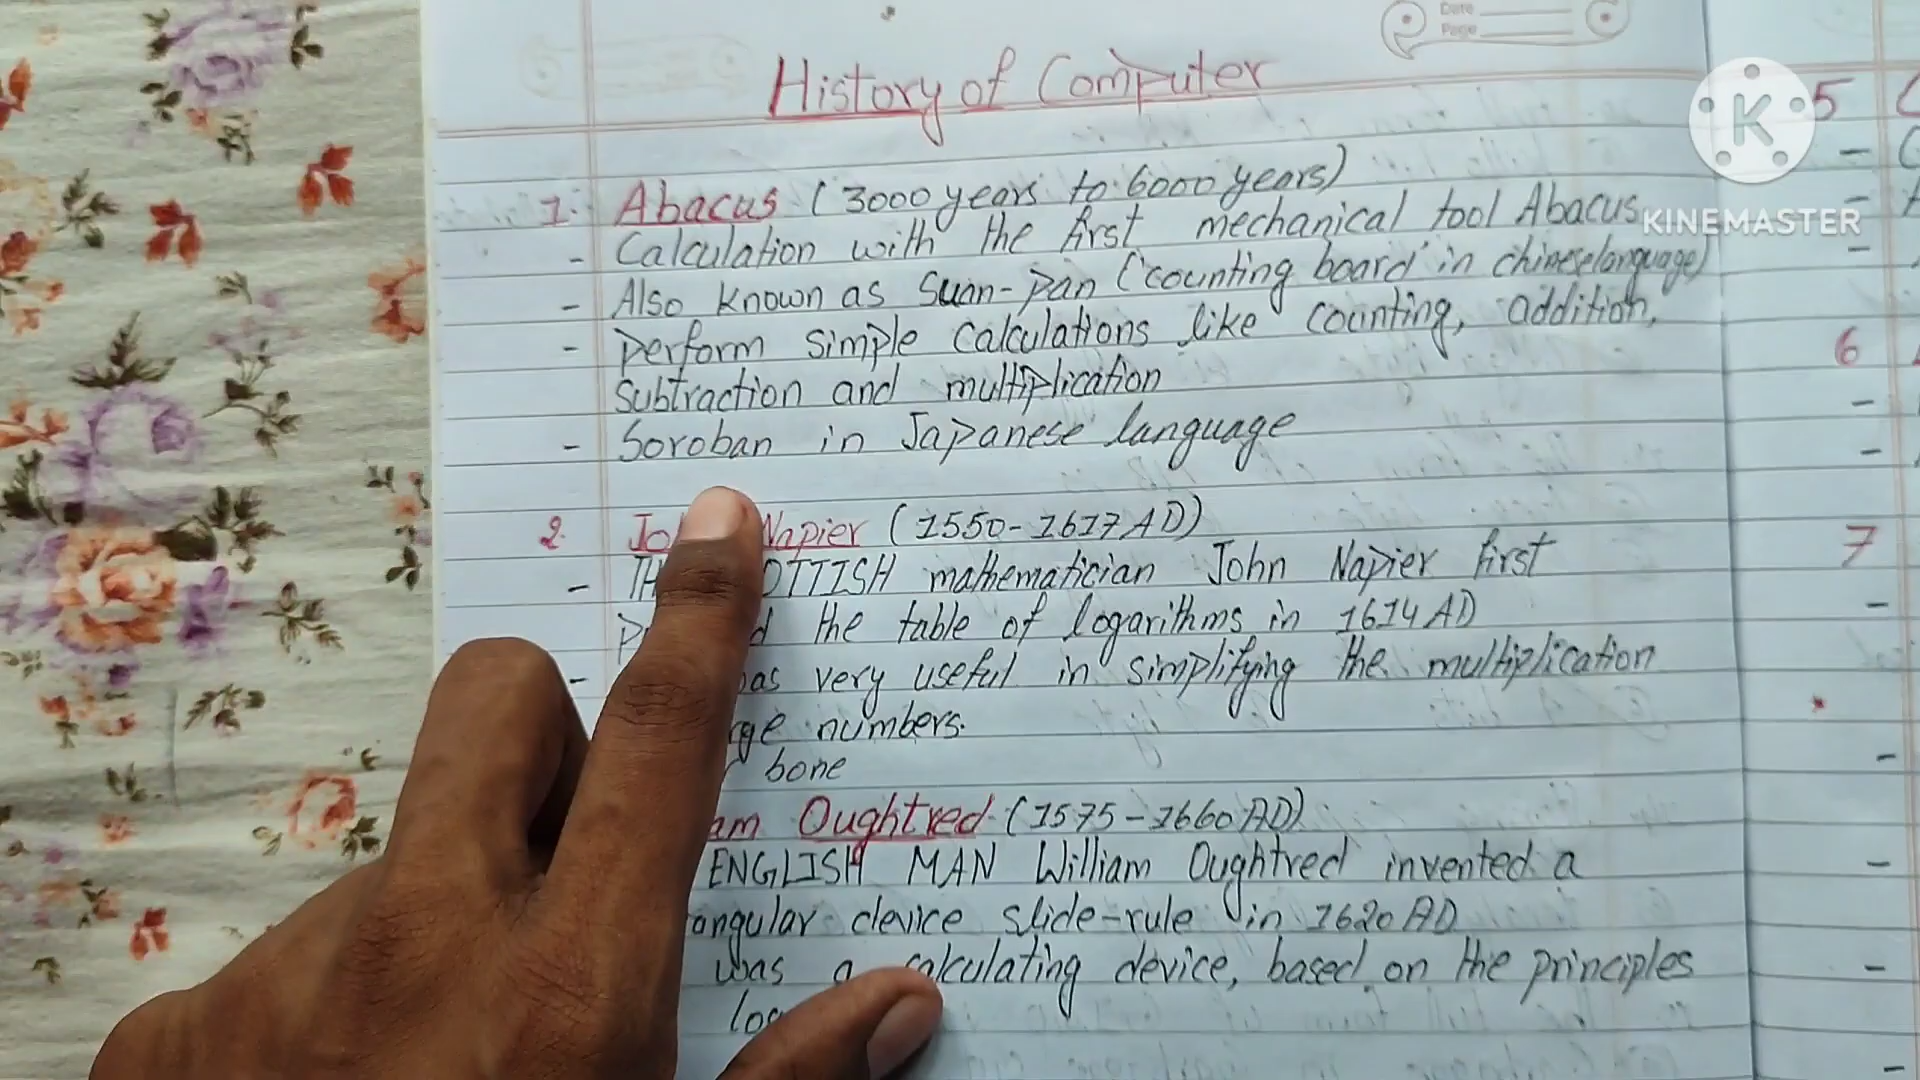 Date
Page
History of Computer
1. Abacus (3000 years to 6000 years)
- Calculation with the first mechanical tool Abacus
- Also known as Suan-pan (counting board in chinese language)
- perform simple calculations like counting, addition,
subtraction and multiplication
- Soroban in Japanese language
2. Napier (1550-1617 AD)
- mathematician John Napier first
the table of logarithms in 1614 AD
- very useful in simplifying the multiplication
numbers.
bone
Oughtred (1575-1660 AD)
ENGLISH MAN William Oughtred invented a
device slide-rule in 1620 AD
was a calculating device, based on the principles
5
6
7
K
KINEMASTER